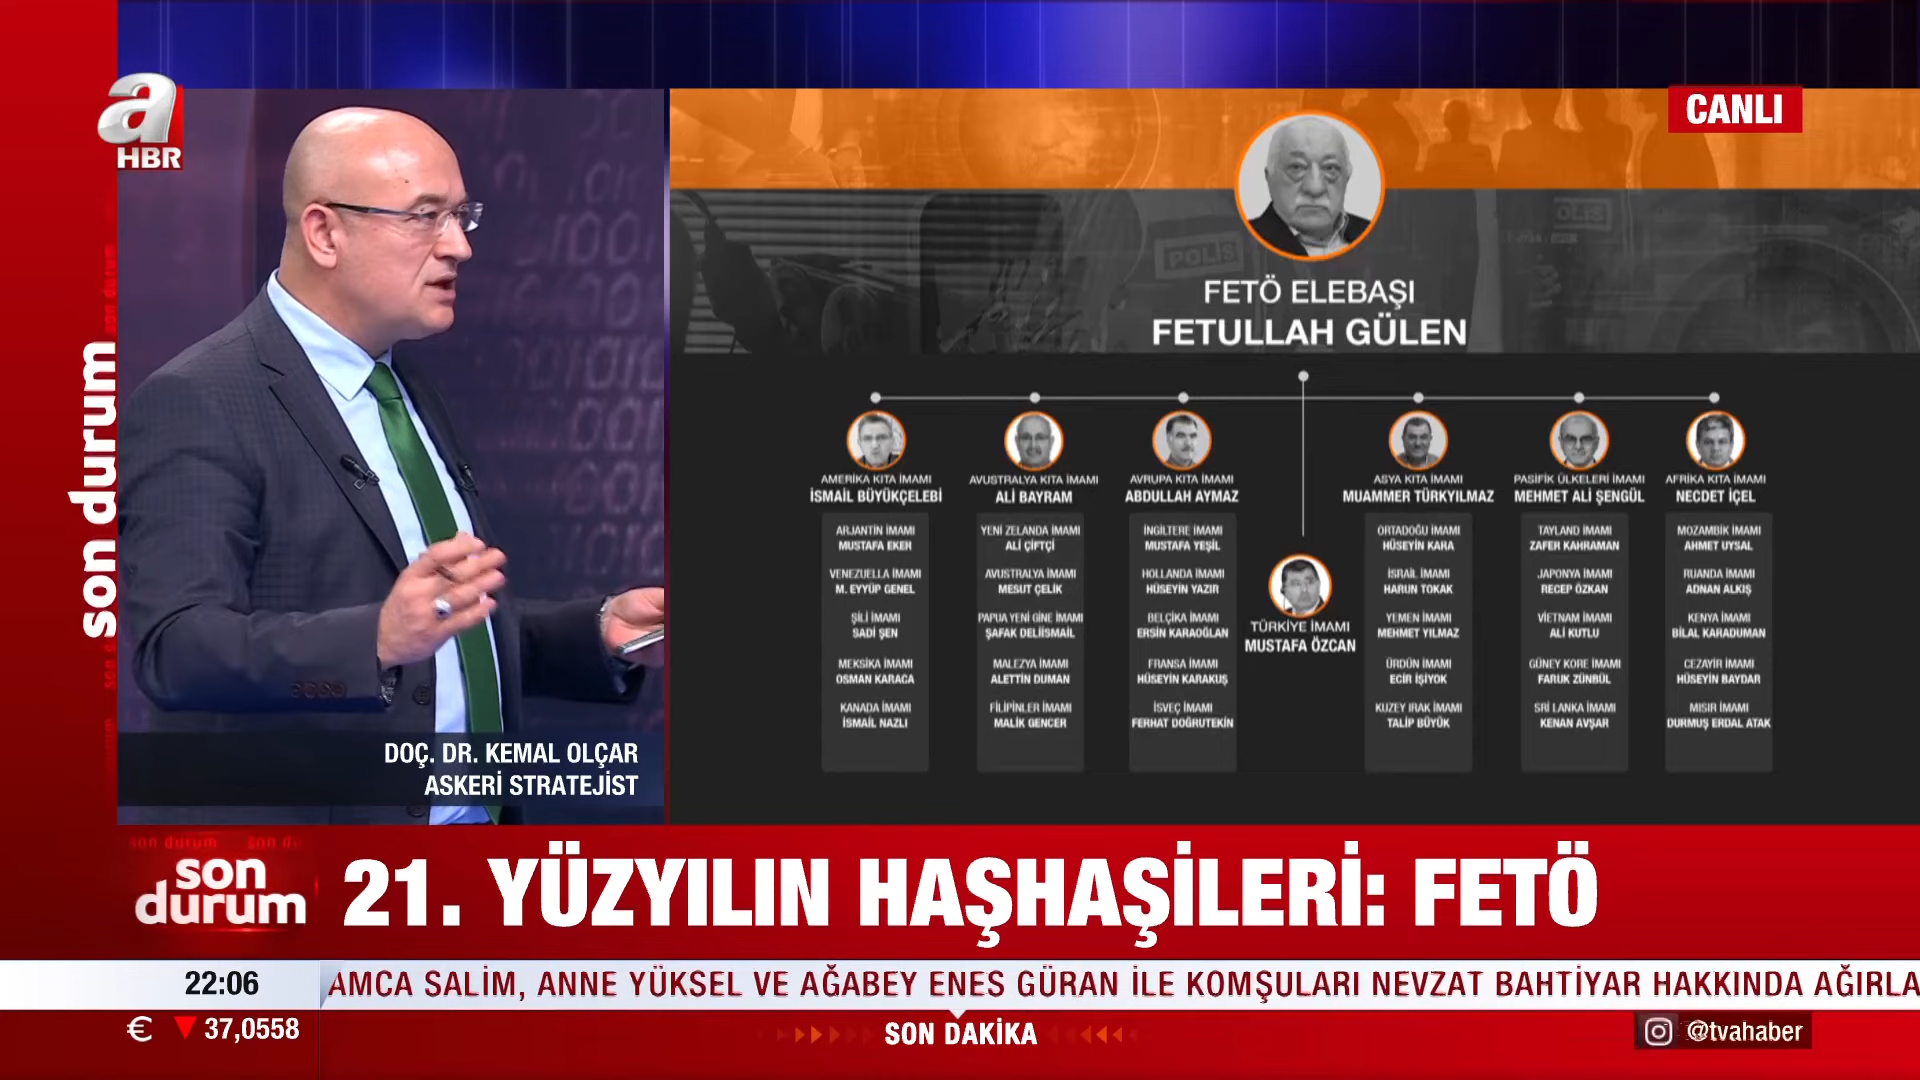 a
HBR
CANLI
son durum
POLİS
FETÖ ELEBAŞI
FETULLAH GÜLEN
AMERİKA KITA İMAMI
İSMAİL BÜYÜKÇELEBİ
ARJANTİN İMAMI
MUSTAFA EKER
VENEZUELLA İMAMI
M. EYYÜP GENEL
ŞİLİ İMAMI
SADİ ŞEN
MEKSİKA İMAMI
OSMAN KARACA
KANADA İMAMI
İSMAİL NAZLI
AVUSTRALYA KITA İMAMI
ALİ BAYRAM
YENİ ZELANDA İMAMI
ALİ ÇİFTÇİ
AVUSTRALYA İMAMI
MESUT ÇELİK
PAPUA YENİ GİNE İMAMI
ŞAFAK DELİİSMAİL
MALEZYA İMAMI
ALETTİN DUMAN
FİLİPİNLER İMAMI
MALİK GENCER
AVRUPA KITA İMAMI
ABDULLAH AYMAZ
İNGİLTERE İMAMI
MUSTAFA YEŞİL
HOLLANDA İMAMI
HÜSEYİN YAZIR
BELÇİKA İMAMI
ERSİN KARAOĞLAN
FRANSA İMAMI
HÜSEYİN KARAKUŞ
İSVEÇ İMAMI
FERHAT DOĞRUTEKİN
TÜRKİYE İMAMI
MUSTAFA ÖZCAN
ASYA KITA İMAMI
MUAMMER TÜRKYILMAZ
ORTADOĞU İMAMI
HÜSEYİN KARA
İSRAİL İMAMI
HARUN TOKAK
YEMEN İMAMI
MEHMET YILMAZ
ÜRDÜN İMAMI
ECİR İŞİYOK
KUZEY IRAK İMAMI
TALİP BÜYÜK
PASİFİK ÜLKELERİ İMAMI
MEHMET ALİ ŞENGÜL
TAYLAND İMAMI
ZAFER KAHRAMAN
JAPONYA İMAMI
RECEP ÖZKAN
VİETNAM İMAMI
ALİ KUTLU
GÜNEY KORE İMAMI
FARUK ZÜNBÜL
SRİ LANKA İMAMI
KENAN AVŞAR
AFRİKA KITA İMAMI
NECDET İÇEL
MOZAMBİK İMAMI
AHMET UYSAL
RUANDA İMAMI
ADNAN ALKIŞ
KENYA İMAMI
BİLAL KARADUMAN
CEZAYİR İMAMI
HÜSEYİN BAYDAR
MISIR İMAMI
DURMUŞ ERDAL ATAK
DOÇ. DR. KEMAL OLÇAR
ASKERİ STRATEJİST
son
durum
21. YÜZYILIN HAŞHAŞİLERİ: FETÖ
22:06
AMCA SALİM, ANNE YÜKSEL VE AĞABEY ENES GÜRAN İLE KOMŞULARI NEVZAT BAHTİYAR HAKKINDA AĞIRLA
€ 37,0558
SON DAKİKA
@tvahaber